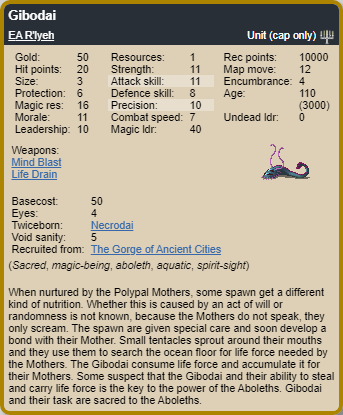 Gibodai
EA R'lyeh Unit (cap only)
Gold: 50 Resources: 1 Rec points: 10000
Hit points: 20 Strength: 11 Map move: 12
Size: 3 Attack skill: 11 Encumbrance: 4
Protection: 6 Defence skill: 8 Age: 110
Magic res: 16 Precision: 10 (3000)
Morale: 11 Combat speed: 7 Undead ldr: 0
Leadership: 10 Magic ldr: 40
Weapons:
Mind Blast
Life Drain
Basecost: 50
Eyes: 4
Twiceborn: Necrodai
Void sanity: 5
Recruited from: The Gorge of Ancient Cities
(Sacred, magic-being, aboleth, aquatic, spirit-sight)
When nurtured by the Polypal Mothers, some spawn get a different
kind of nutrition. Whether this is caused by an act of will or
randomness is not known, because the Mothers do not speak, they
only scream. The spawn are given special care and soon develop a
bond with their Mother. Small tentacles sprout around their mouths
and they use them to search the ocean floor for life force needed by
the Mothers. The Gibodai consume life force and accumulate it for
their Mothers. Some suspect that the Gibodai and their ability to steal
and carry life force is the key to the power of the Aboleths. Gibodai
and their task are sacred to the Aboleths.